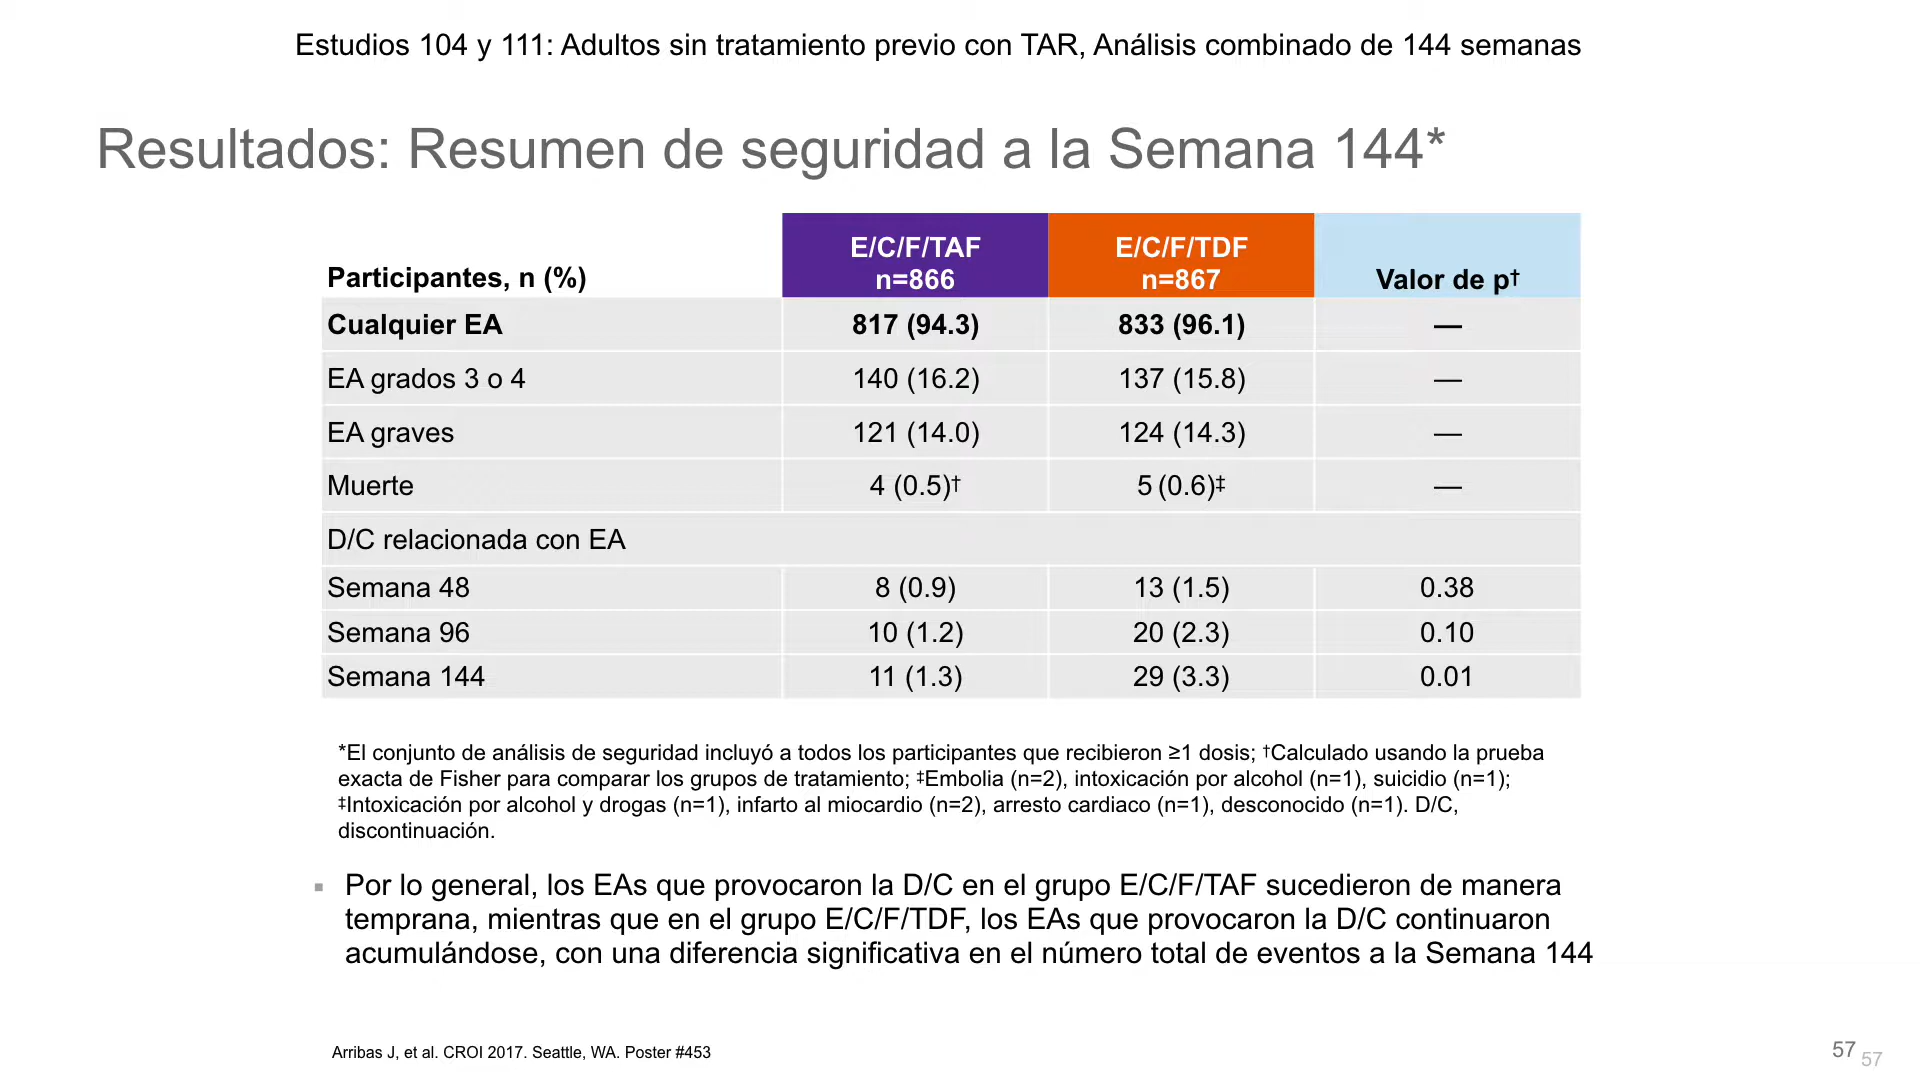 Estudios 104 y 111: Adultos sin tratamiento previo con TAR, Análisis combinado de 144 semanas
Resultados: Resumen de seguridad a la Semana 144*
Participantes, n (%) E/C/F/TAF n=866 E/C/F/TDF n=867 Valor de p†
Cualquier EA 817 (94.3) 833 (96.1) —
EA grados 3 o 4 140 (16.2) 137 (15.8) —
EA graves 121 (14.0) 124 (14.3) —
Muerte 4 (0.5)† 5 (0.6)‡ —
D/C relacionada con EA
Semana 48 8 (0.9) 13 (1.5) 0.38
Semana 96 10 (1.2) 20 (2.3) 0.10
Semana 144 11 (1.3) 29 (3.3) 0.01
*El conjunto de análisis de seguridad incluyó a todos los participantes que recibieron ≥1 dosis; †Calculado usando la prueba
exacta de Fisher para comparar los grupos de tratamiento; ‡Embolia (n=2), intoxicación por alcohol (n=1), suicidio (n=1);
‡Intoxicación por alcohol y drogas (n=1), infarto al miocardio (n=2), arresto cardiaco (n=1), desconocido (n=1). D/C,
discontinuación.
▪ Por lo general, los EAs que provocaron la D/C en el grupo E/C/F/TAF sucedieron de manera
temprana, mientras que en el grupo E/C/F/TDF, los EAs que provocaron la D/C continuaron
acumulándose, con una diferencia significativa en el número total de eventos a la Semana 144
Arribas J, et al. CROI 2017. Seattle, WA. Poster #453
57 57